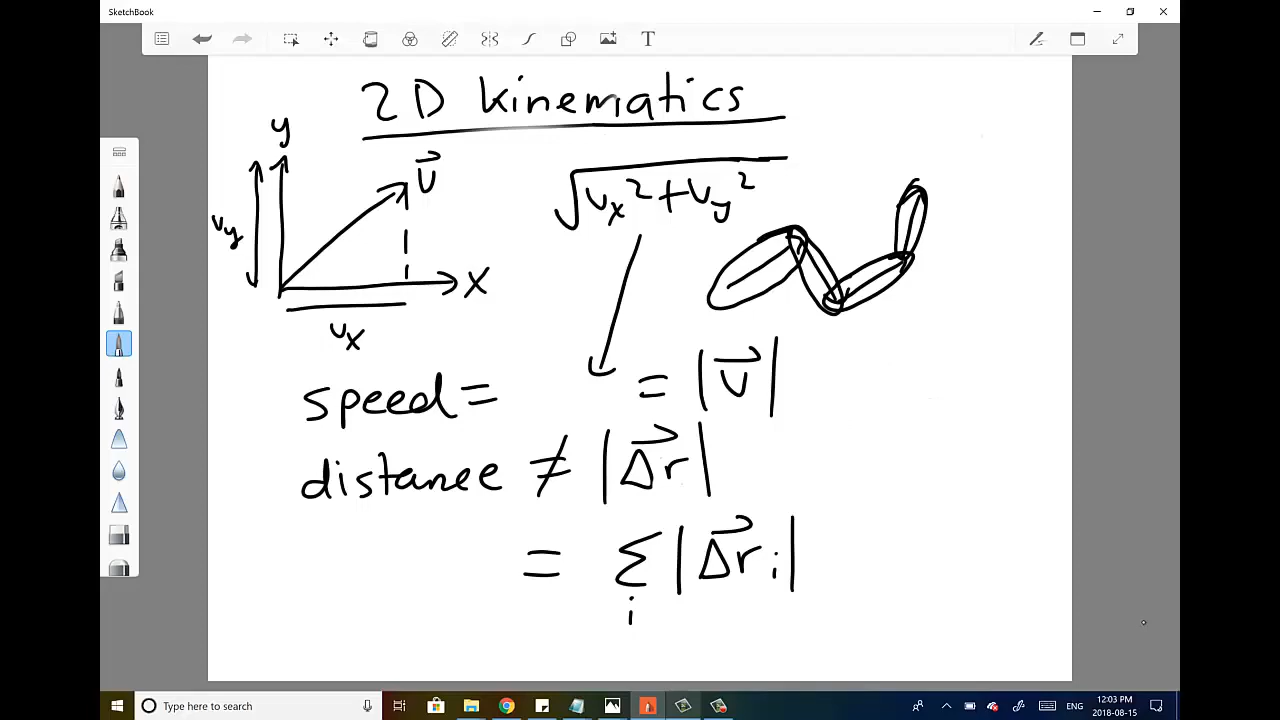 SketchBook
2D kinematics
y
v⃗
√(vx² + vy²)
vy
x
vx
speed = = |v⃗|
distance ≠ |Δr⃗|
= Σi |Δr⃗i|
Type here to search
ENG
12:03 PM
2018-08-15